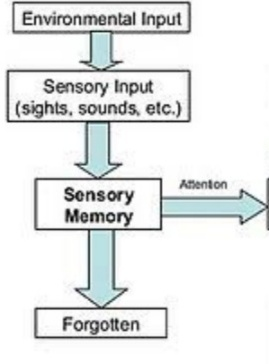 Environmental Input
Sensory Input
(sights, sounds, etc.)
Sensory
Memory
Attention
Forgotten